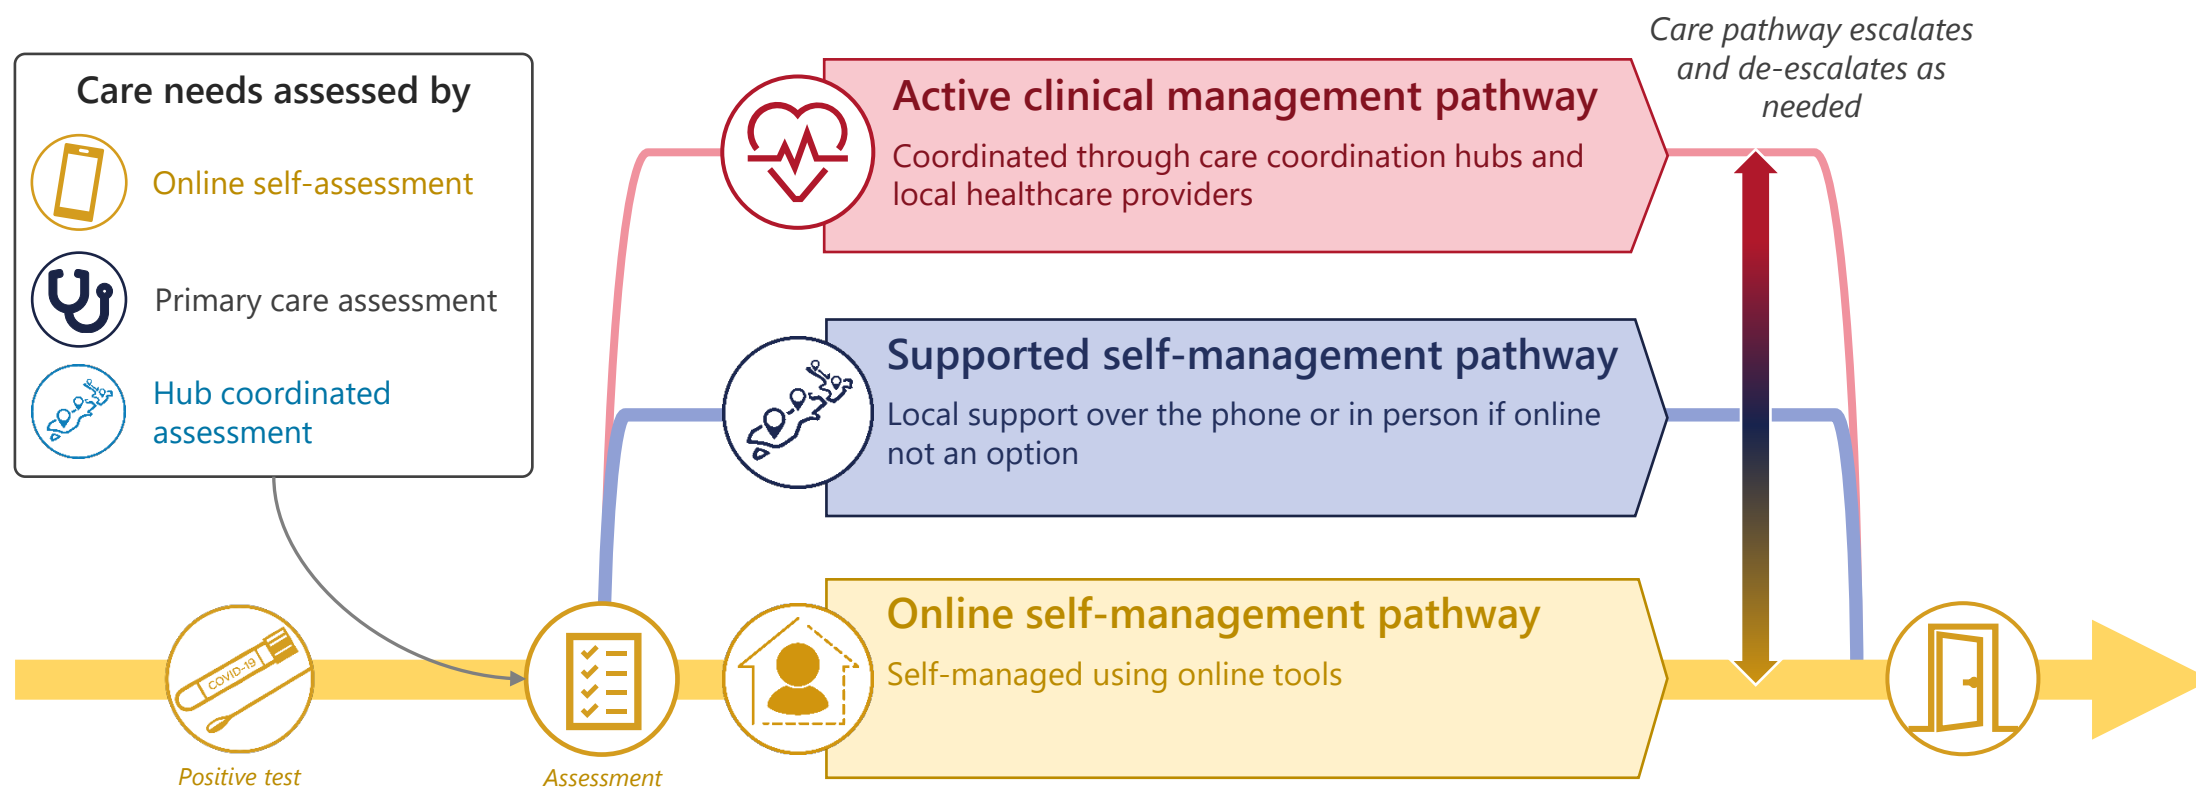 Care needs assessed by
Online self-assessment
Primary care assessment
Hub coordinated
assessment
Active clinical management pathway
Coordinated through care coordination hubs and
local healthcare providers
Supported self-management pathway
Local support over the phone or in person if online
not an option
Online self-management pathway
Self-managed using online tools
Care pathway escalates
and de-escalates as
needed
COVID-19
Positive test
Assessment